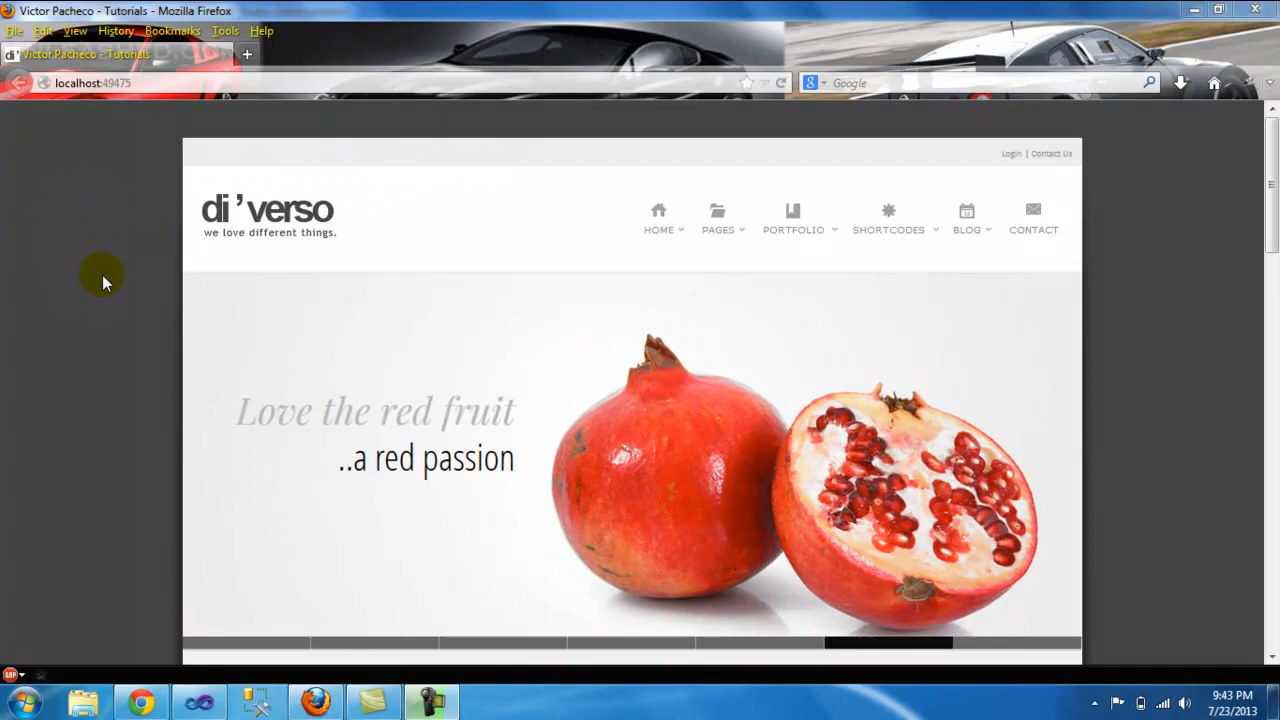 Victor Pacheco - Tutorials - Mozilla Firefox
File Edit View History Bookmarks Tools Help
di' Victor Pacheco - Tutorials
localhost:49475
Google
Login | Contact Us
di'verso
we love different things.
HOME PAGES PORTFOLIO SHORTCODES BLOG CONTACT
Love the red fruit
..a red passion
ABP
9:43 PM
7/23/2013